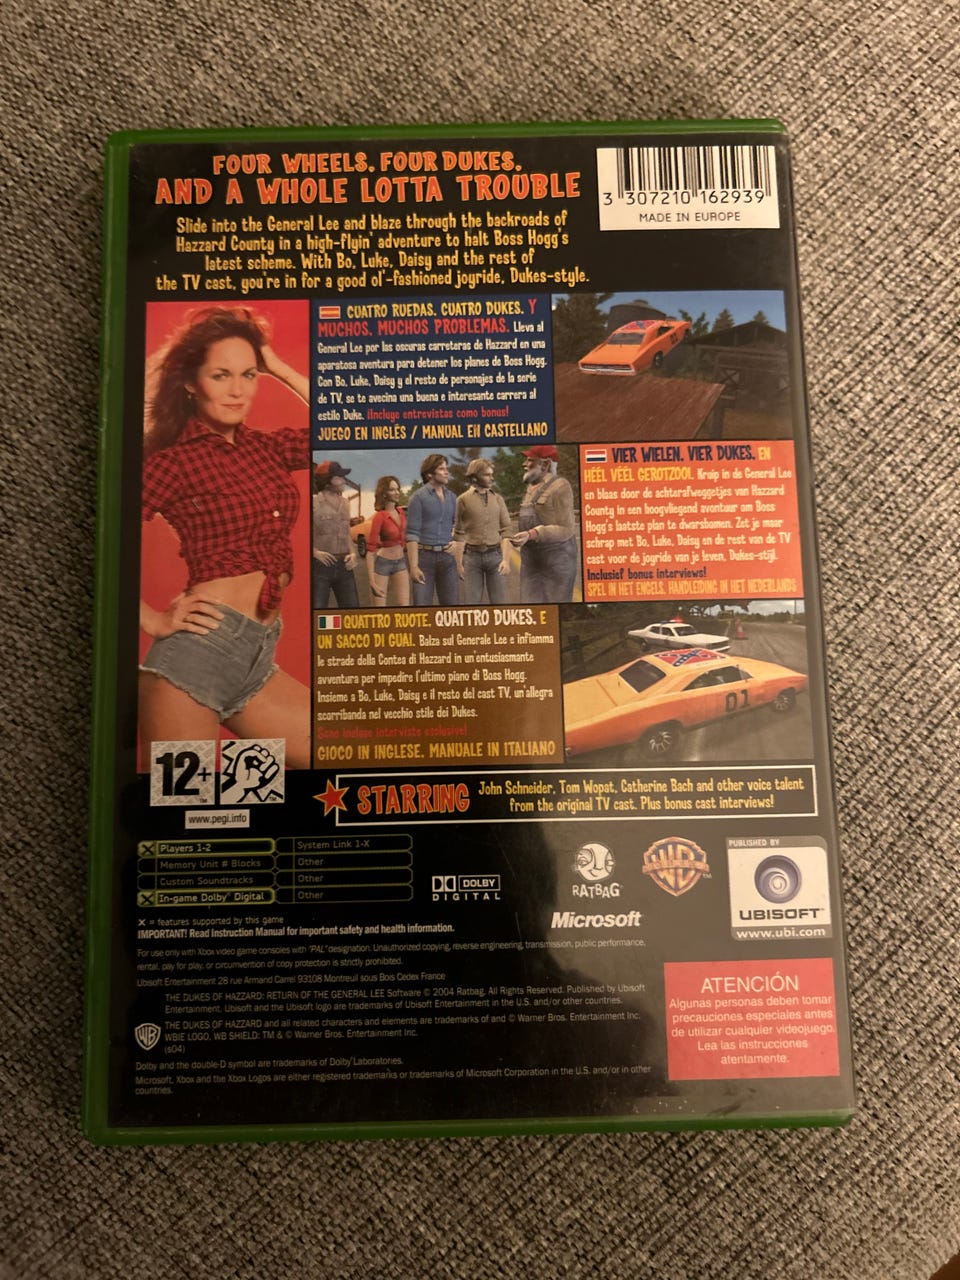 FOUR WHEELS. FOUR DUKES.
AND A WHOLE LOTTA TROUBLE
Slide into the General Lee and blaze through the backroads of
Hazzard County in a high-flyin' adventure to halt Boss Hogg's
latest scheme. With Bo, Luke, Daisy and the rest of
the TV cast, you're in for a good ol'-fashioned joyride, Dukes-style.
3 307210 162939
MADE IN EUROPE
CUATRO RUEDAS. CUATRO DUKES. Y
MUCHOS, MUCHOS PROBLEMAS. Lleva al
General Lee por las oscuras carreteras de Hazzard en una
aparatosa aventura para detener los planes de Boss Hogg.
Con Bo, Luke, Daisy y el resto de personajes de la serie
de TV, se te avecina una buena e interesante carrera al
estilo Duke. ¡Incluye entrevistas como bonus!
JUEGO EN INGLÉS / MANUAL EN CASTELLANO
VIER WIELEN. VIER DUKES. EN
HÉÉL VÉÉL GEROTZOOI. Kruip in de General Lee
en blaas door de achterafweggetjes van Hazzard
County in een hoogvliegend avontuur om Boss
Hogg's laatste plan te dwarsbomen. Zet je maar
schrap met Bo, Luke, Daisy en de rest van de TV
cast voor de joyride van je leven, Dukes-stijl.
Inclusief bonus interviews!
SPEL IN HET ENGELS. HANDLEIDING IN HET NEDERLANDS
QUATTRO RUOTE. QUATTRO DUKES. E
UN SACCO DI GUAI. Balza sul Generale Lee e infiamma
le strade della Contea di Hazzard in un'entusiasmante
avventura per impedire l'ultimo piano di Boss Hogg.
Insieme a Bo, Luke, Daisy e il resto del cast TV, un'allegra
scorribanda nel vecchio stile dei Dukes.
Sono incluse interviste esclusive!
GIOCO IN INGLESE. MANUALE IN ITALIANO
01
12+
www.pegi.info
STARRING
John Schneider, Tom Wopat, Catherine Bach and other voice talent
from the original TV cast. Plus bonus cast interviews!
X Players 1-2
System Link 1-X
Memory Unit # Blocks
Other
Custom Soundtracks
Other
X In-game Dolby® Digital
Other
X = features supported by this game
DOLBY
DIGITAL
RATBAG
WB
PUBLISHED BY
UBISOFT
www.ubi.com
Microsoft
IMPORTANT! Read Instruction Manual for important safety and health information.
For use only with Xbox video game consoles with "PAL" designation. Unauthorized copying, reverse engineering, transmission, public performance,
rental, pay for play, or circumvention of copy protection is strictly prohibited.
Ubisoft Entertainment 28 rue Armand Carrel 93108 Montreuil sous Bois Cedex France
THE DUKES OF HAZZARD: RETURN OF THE GENERAL LEE Software © 2004 Ratbag. All Rights Reserved. Published by Ubisoft
Entertainment. Ubisoft and the Ubisoft logo are trademarks of Ubisoft Entertainment in the U.S. and/or other countries.
WB
THE DUKES OF HAZZARD and all related characters and elements are trademarks of and © Warner Bros. Entertainment Inc.
WBIE LOGO, WB SHIELD: TM & © Warner Bros. Entertainment Inc.
(s04)
Dolby and the double-D symbol are trademarks of Dolby Laboratories.
Microsoft, Xbox and the Xbox Logos are either registered trademarks or trademarks of Microsoft Corporation in the U.S. and/or in other
countries.
ATENCIÓN
Algunas personas deben tomar
precauciones especiales antes
de utilizar cualquier videojuego.
Lea las instrucciones
atentamente.